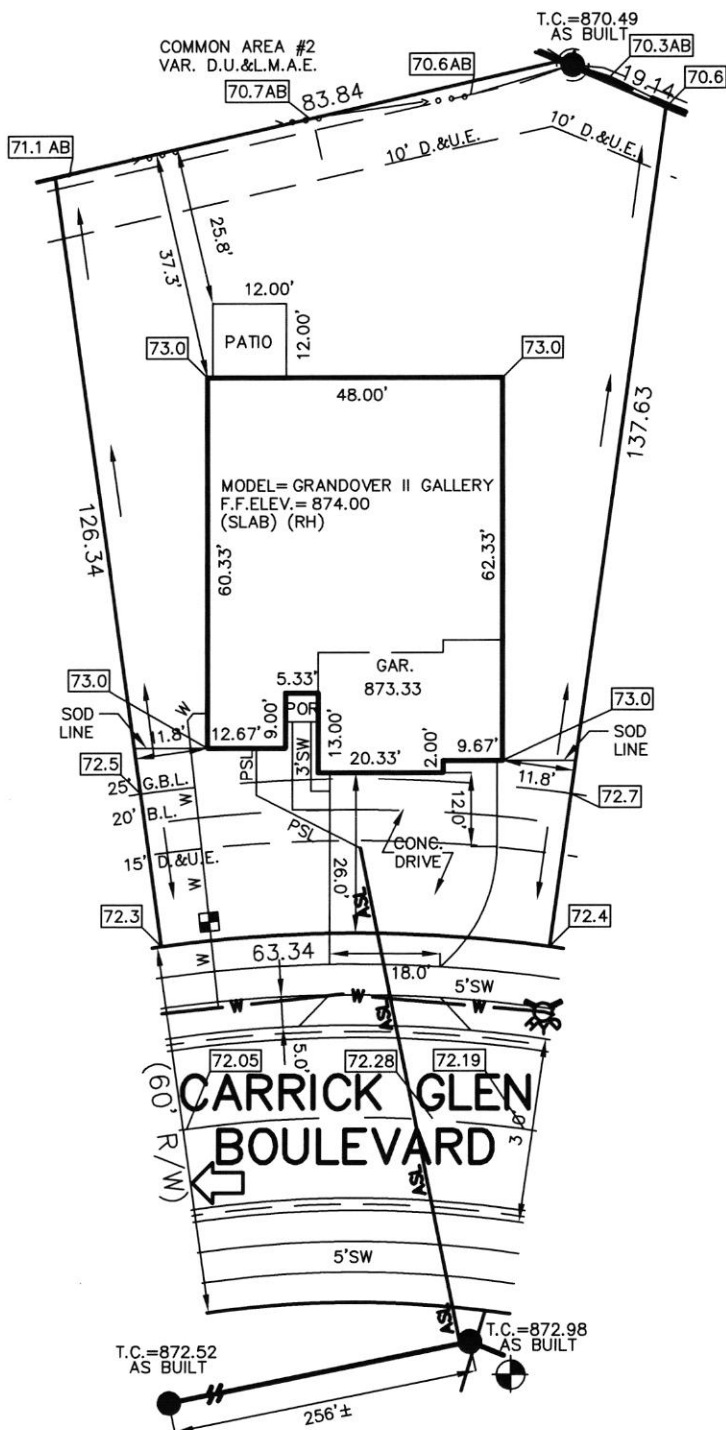 T.C.=870.49
AS BUILT
COMMON AREA #2
VAR. D.U.&L.M.A.E.
70.6AB
70.3AB
19.14
70.6
70.7AB
83.84
71.1 AB
10' D.&U.E.
10' D.&U.E.
25.8'
37.3'
12.00'
PATIO
12.00'
73.0
73.0
48.00'
137.63
126.34
MODEL= GRANDOVER II GALLERY
F.F.ELEV.= 874.00
(SLAB) (RH)
60.33'
62.33'
GAR.
873.33
5.33'
POR
73.0
73.0
SOD
LINE
W
11.8'
12.67'
9.00'
13.00'
20.33'
2.00'
9.67'
SOD
LINE
11.8'
72.5
25' G.B.L.
W
PSL
3'SW
12.0'
72.7
20' B.L.
W
PSL
CONC.
DRIVE
15' D.&U.E.
W
26.0'
ASL
72.3
72.4
W
63.34
18.0'
5'SW
W
W
W
ASL
5.0'
72.05
72.28
72.19
CARRICK GLEN
BOULEVARD
(60' R/W)
ASL
5'SW
ASL
T.C.=872.98
AS BUILT
T.C.=872.52
AS BUILT
256'±